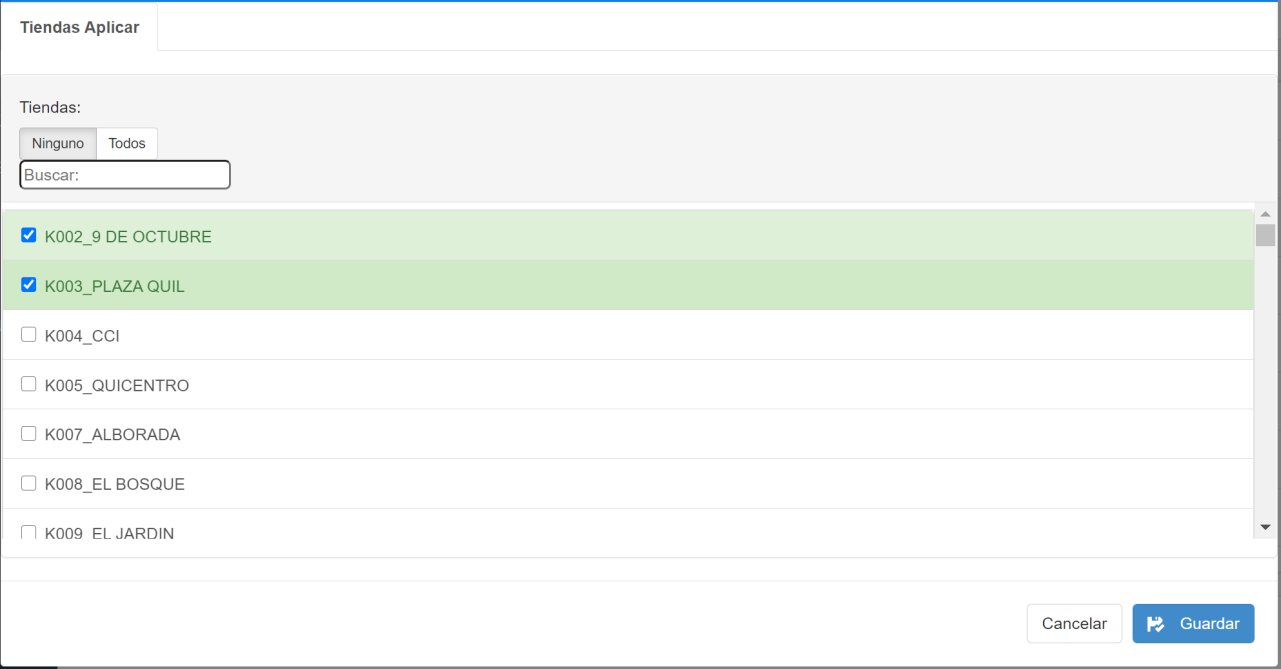 Tiendas Aplicar
Tiendas:
Ninguno Todos
Buscar:
K002_9 DE OCTUBRE
K003_PLAZA QUIL
K004_CCI
K005_QUICENTRO
K007_ALBORADA
K008_EL BOSQUE
K009_EL JARDIN
Cancelar Guardar